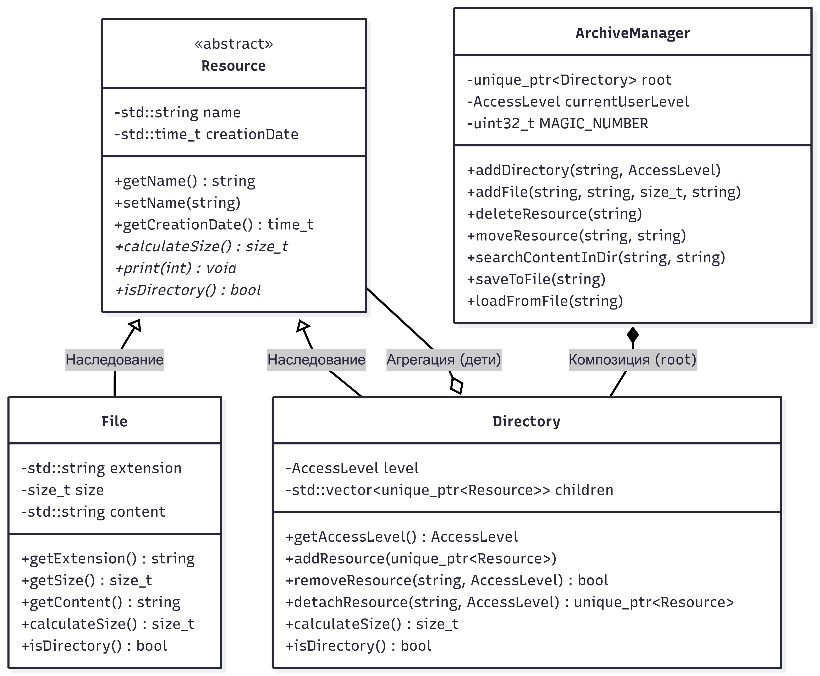 «abstract»
Resource
-std::string name
-std::time_t creationDate
+getName() : string
+setName(string)
+getCreationDate() : time_t
+calculateSize() : size_t
+print(int) : void
+isDirectory() : bool
ArchiveManager
-unique_ptr<Directory> root
-AccessLevel currentUserLevel
-uint32_t MAGIC_NUMBER
+addDirectory(string, AccessLevel)
+addFile(string, string, size_t, string)
+deleteResource(string)
+moveResource(string, string)
+searchContentInDir(string, string)
+saveToFile(string)
+loadFromFile(string)
Наследование
Наследование
Агрегация (дети)
Композиция (root)
File
-std::string extension
-size_t size
-std::string content
+getExtension() : string
+getSize() : size_t
+getContent() : string
+calculateSize() : size_t
+isDirectory() : bool
Directory
-AccessLevel level
-std::vector<unique_ptr<Resource>> children
+getAccessLevel() : AccessLevel
+addResource(unique_ptr<Resource>)
+removeResource(string, AccessLevel) : bool
+detachResource(string, AccessLevel) : unique_ptr<Resource>
+calculateSize() : size_t
+isDirectory() : bool